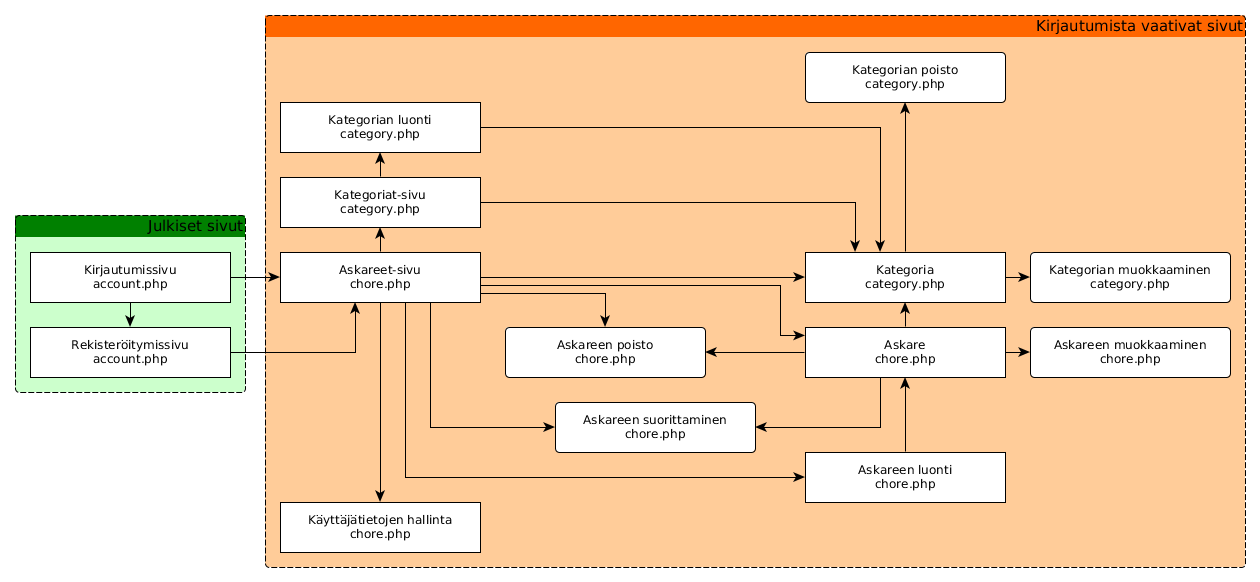 Kirjautumista vaativat sivut
Kategorian poisto
category.php
Kategorian luonti
category.php
Kategoriat-sivu
category.php
Julkiset sivut
Kirjautumissivu
account.php
Askareet-sivu
chore.php
Kategoria
category.php
Kategorian muokkaaminen
category.php
Rekisteröitymissivu
account.php
Askareen poisto
chore.php
Askare
chore.php
Askareen muokkaaminen
chore.php
Askareen suorittaminen
chore.php
Askareen luonti
chore.php
Käyttäjätietojen hallinta
chore.php